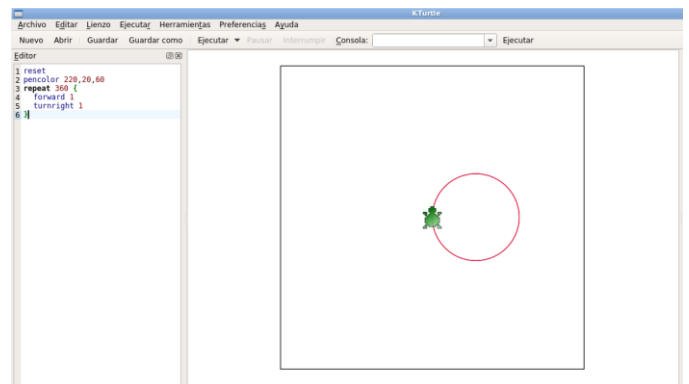 KTurtle
Archivo Editar Lienzo Ejecutar Herramientas Preferencias Ayuda
Nuevo Abrir Guardar Guardar como Ejecutar Pausar Interrumpir Consola: Ejecutar
Editor
1 reset
2 pencolor 220,20,60
3 repeat 360 {
4 forward 1
5 turnright 1
6 }